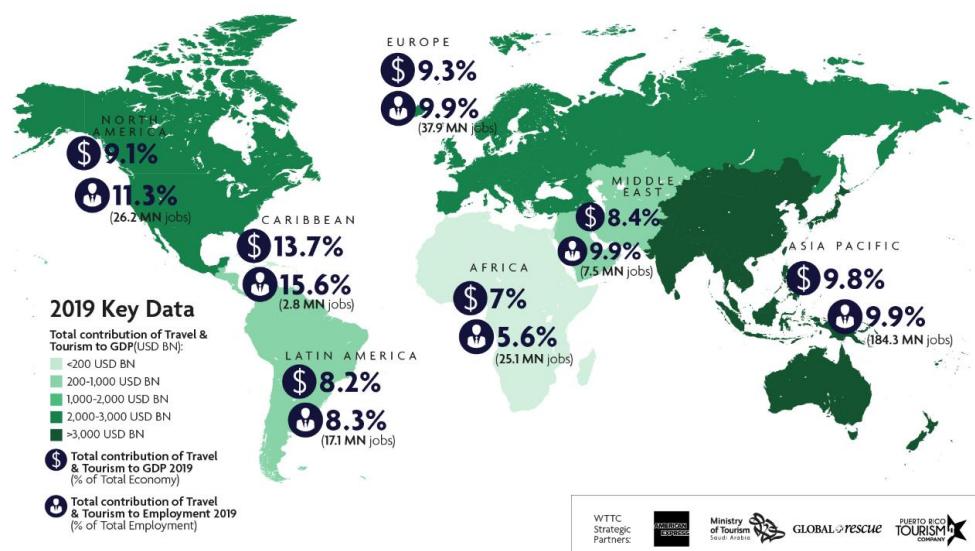 EUROPE
$ 9.3%
9.9%
(37.9 MN jobs)
NORTH
AMERICA
$ 9.1%
11.3%
(26.2 MN jobs)
CARIBBEAN
$ 13.7%
15.6%
(2.8 MN jobs)
MIDDLE
EAST
$ 8.4%
9.9%
(7.5 MN jobs)
ASIA PACIFIC
$ 9.8%
9.9%
(184.3 MN jobs)
AFRICA
$ 7%
5.6%
(25.1 MN jobs)
LATIN AMERICA
$ 8.2%
8.3%
(17.1 MN jobs)
2019 Key Data
Total contribution of Travel &
Tourism to GDP(USD BN):
<200 USD BN
200-1,000 USD BN
1,000-2,000 USD BN
2,000-3,000 USD BN
>3,000 USD BN
$ Total contribution of Travel
& Tourism to GDP 2019
(% of Total Economy)
Total contribution of Travel
& Tourism to Employment 2019
(% of Total Employment)
WTTC
Strategic
Partners:
AMERICAN
EXPRESS
Ministry
of Tourism
Saudi Arabia
GLOBAL rescue
PUERTO RICO
TOURISM
COMPANY